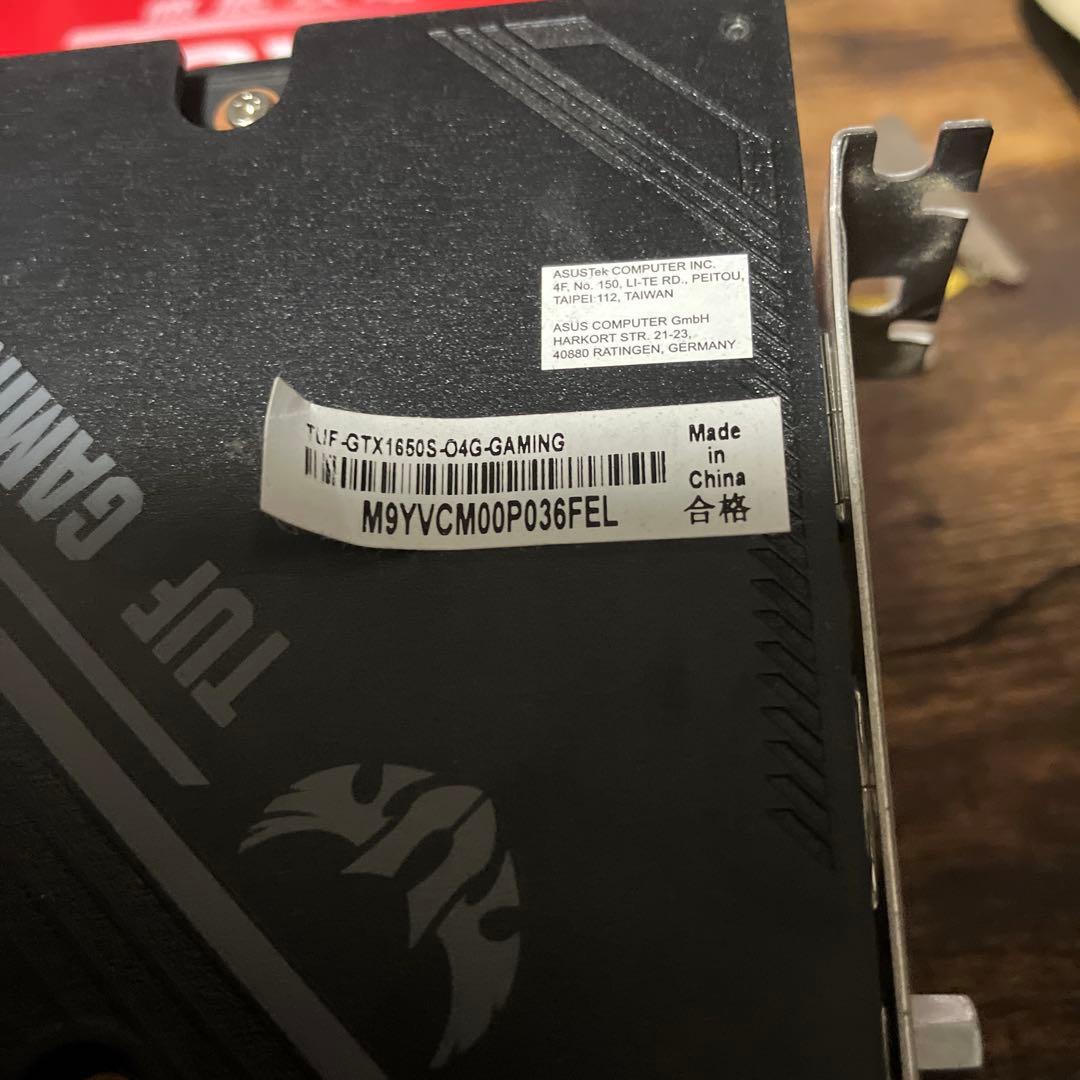 ASUSTek COMPUTER INC.
4F, No. 150, LI-TE RD., PEITOU,
TAIPEI 112, TAIWAN
ASUS COMPUTER GmbH
HARKORT STR. 21-23,
40880 RATINGEN, GERMANY
TUF-GTX1650S-O4G-GAMING
M9YVCM00P036FEL
Made
in
China
合格
TUF GAMIN